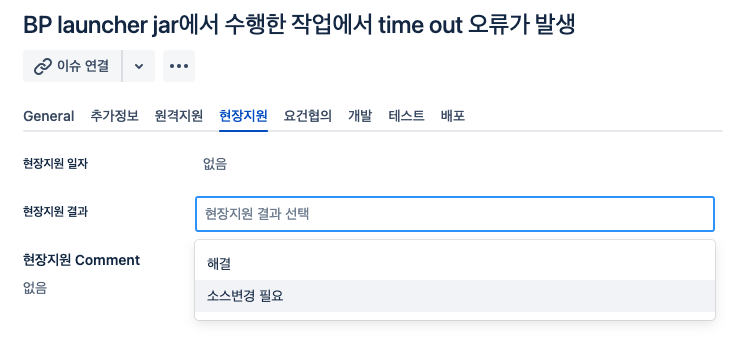 BP launcher jar에서 수행한 작업에서 time out 오류가 발생
이슈 연결
General 추가정보 원격지원 현장지원 요건협의 개발 테스트 배포
현장지원 일자 없음
현장지원 결과 현장지원 결과 선택
해결
소스변경 필요
현장지원 Comment
없음